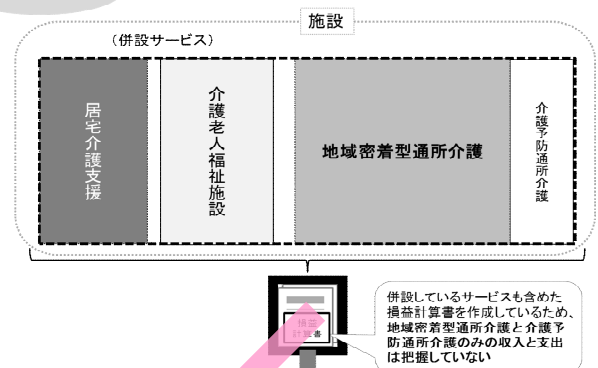 施設
（併設サービス）
居宅介護支援
介護老人福祉施設
地域密着型通所介護
介護予防通所介護
損益
計算書
併設しているサービスも含めた
損益計算書を作成しているため、
地域密着型通所介護と介護予
防通所介護のみの収入と支出
は把握していない